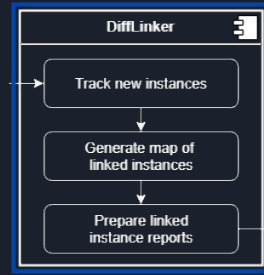 DiffLinker
Track new instances
Generate map of
linked instances
Prepare linked
instance reports